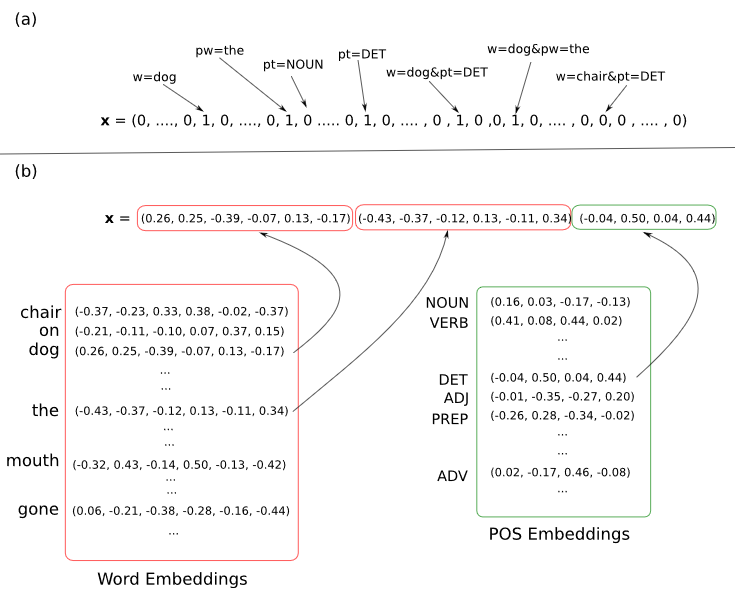 (a)
w=dog
pw=the
pt=NOUN
pt=DET
w=dog&pt=DET
w=dog&pw=the
w=chair&pt=DET
x = (0, ...., 0, 1, 0, ...., 0, 1, 0 ..... 0, 1, 0, .... , 0, 1, 0 ,0, 1, 0, .... , 0, 0, 0 , .... , 0)
(b)
x = (0.26, 0.25, -0.39, -0.07, 0.13, -0.17) (-0.43, -0.37, -0.12, 0.13, -0.11, 0.34) (-0.04, 0.50, 0.04, 0.44)
chair (-0.37, -0.23, 0.33, 0.38, -0.02, -0.37)
on (-0.21, -0.11, -0.10, 0.07, 0.37, 0.15)
dog (0.26, 0.25, -0.39, -0.07, 0.13, -0.17)
...
...
the (-0.43, -0.37, -0.12, 0.13, -0.11, 0.34)
...
...
mouth (-0.32, 0.43, -0.14, 0.50, -0.13, -0.42)
...
...
gone (0.06, -0.21, -0.38, -0.28, -0.16, -0.44)
...
Word Embeddings
NOUN (0.16, 0.03, -0.17, -0.13)
VERB (0.41, 0.08, 0.44, 0.02)
...
...
DET (-0.04, 0.50, 0.04, 0.44)
ADJ (-0.01, -0.35, -0.27, 0.20)
PREP (-0.26, 0.28, -0.34, -0.02)
...
...
ADV (0.02, -0.17, 0.46, -0.08)
...
POS Embeddings